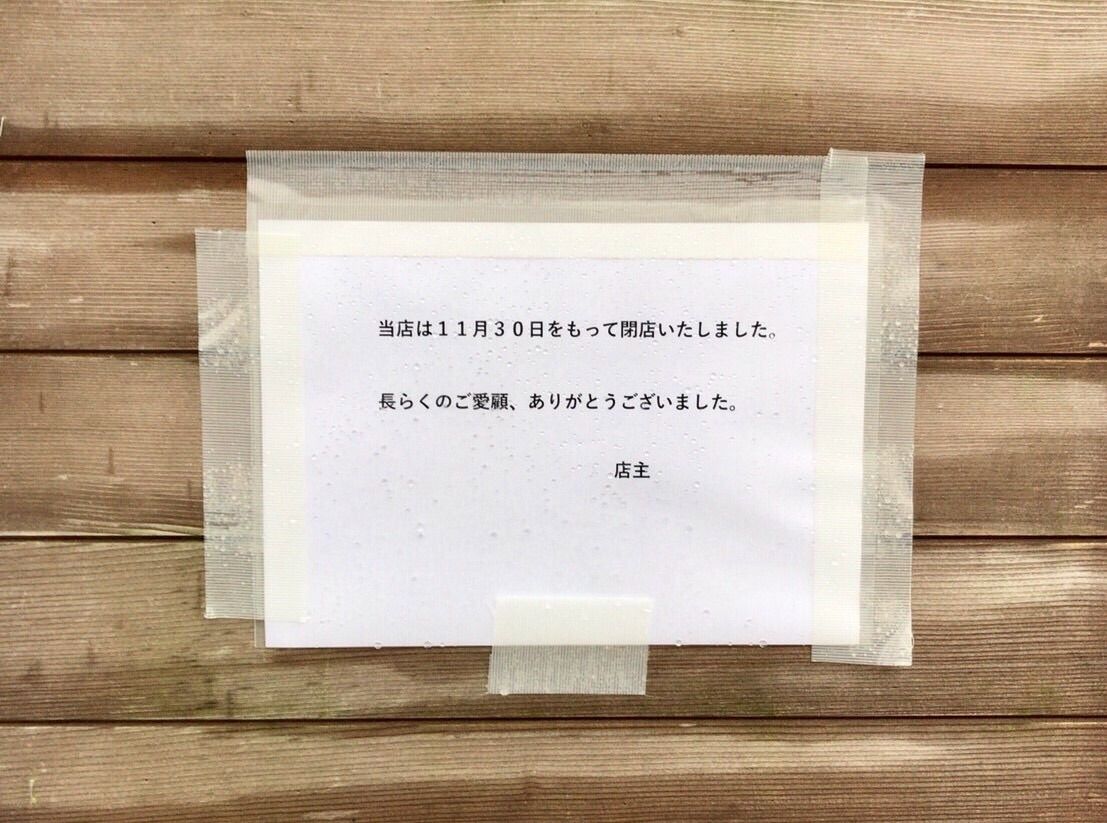 当店は１１月３０日をもって閉店いたしました。
長らくのご愛顧、ありがとうございました。
店主